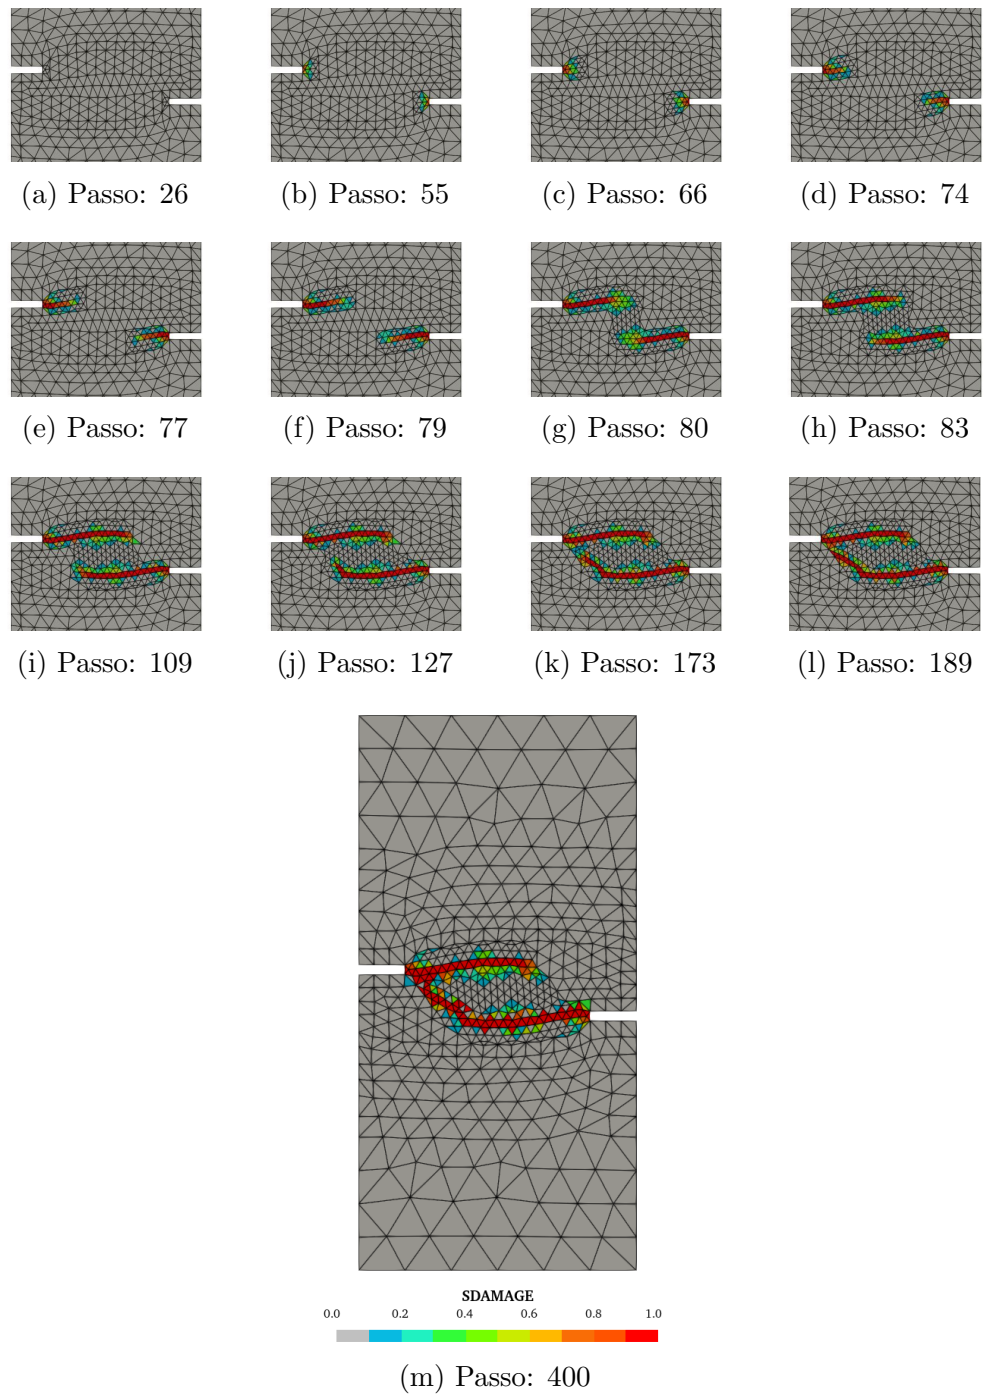 (a) Passo: 26
(b) Passo: 55
(c) Passo: 66
(d) Passo: 74
(e) Passo: 77
(f) Passo: 79
(g) Passo: 80
(h) Passo: 83
(i) Passo: 109
(j) Passo: 127
(k) Passo: 173
(l) Passo: 189
SDAMAGE
0.0 0.2 0.4 0.6 0.8 1.0
(m) Passo: 400